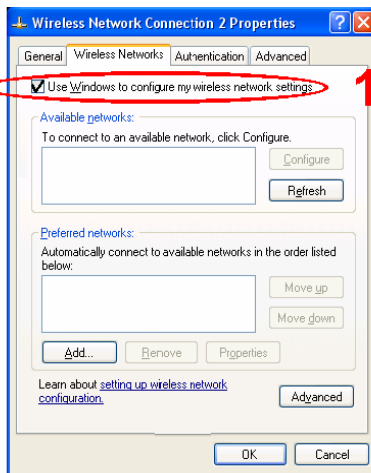 Wireless Network Connection 2 Properties
General Wireless Networks Authentication Advanced
Use Windows to configure my wireless network settings 1
Available networks:
To connect to an available network, click Configure.
Configure
Refresh
Preferred networks:
Automatically connect to available networks in the order listed
below:
Move up
Move down
Add... Remove Properties
Learn about setting up wireless network
configuration.
Advanced
OK Cancel